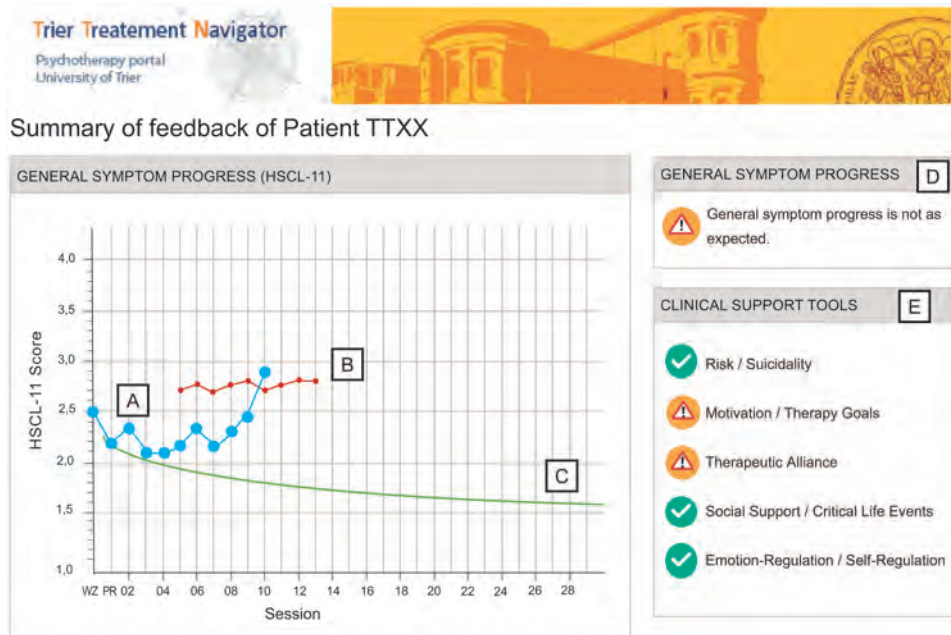 Trier Treatement Navigator
Psychotherapy portal
University of Trier
Summary of feedback of Patient TTXX
GENERAL SYMPTOM PROGRESS (HSCL-11)
4,0
3,5
3,0
2,5
2,0
1,5
1,0
HSCL-11 Score
A
B
C
WZ PR 02 04 06 08 10 12 14 16 18 20 22 24 26 28
Session
GENERAL SYMPTOM PROGRESS D
General symptom progress is not as
expected.
CLINICAL SUPPORT TOOLS E
Risk / Suicidality
Motivation / Therapy Goals
Therapeutic Alliance
Social Support / Critical Life Events
Emotion-Regulation / Self-Regulation